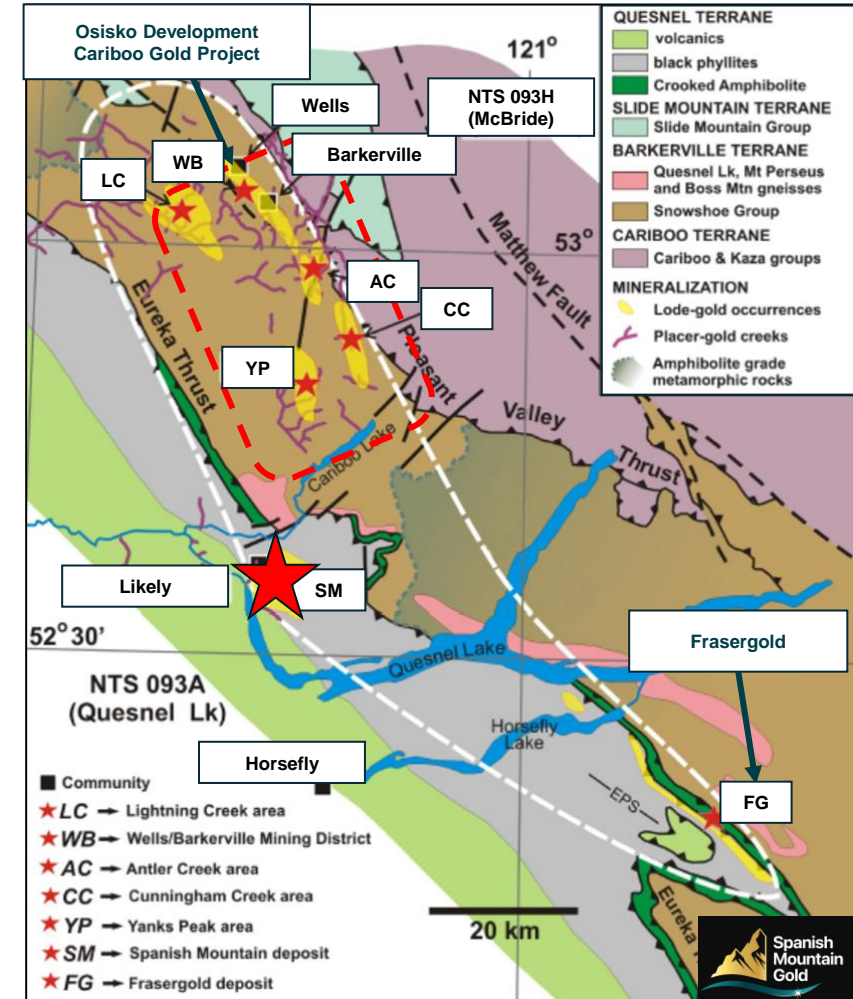 Osisko Development
Cariboo Gold Project
121°
Wells
NTS 093H
(McBride)
WB
Barkerville
LC
Matthew Fault
53°
AC
CC
Eureka Thrust
YP
Pleasant
Valley
Thrust
Cariboo Lake
Likely
SM
52°30'
Quesnel Lake
Frasergold
NTS 093A
(Quesnel Lk)
Horsefly
Lake
Horsefly
EPS
FG
Eureka
20 km
QUESNEL TERRANE
volcanics
black phyllites
Crooked Amphibolite
SLIDE MOUNTAIN TERRANE
Slide Mountain Group
BARKERVILLE TERRANE
Quesnel Lk, Mt Perseus
and Boss Mtn gneisses
Snowshoe Group
CARIBOO TERRANE
Cariboo & Kaza groups
MINERALIZATION
Lode-gold occurrences
Placer-gold creeks
Amphibolite grade
metamorphic rocks
Community
LC → Lightning Creek area
WB → Wells/Barkerville Mining District
AC → Antler Creek area
CC → Cunningham Creek area
YP → Yanks Peak area
SM → Spanish Mountain deposit
FG → Frasergold deposit
Spanish
Mountain
Gold